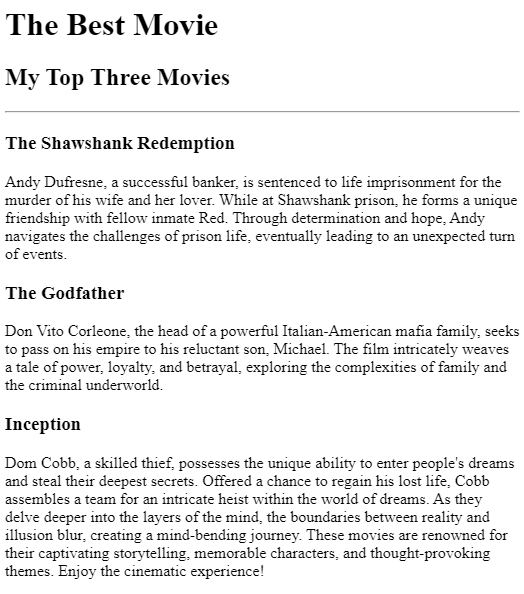 The Best Movie
My Top Three Movies
The Shawshank Redemption
Andy Dufresne, a successful banker, is sentenced to life imprisonment for the
murder of his wife and her lover. While at Shawshank prison, he forms a unique
friendship with fellow inmate Red. Through determination and hope, Andy
navigates the challenges of prison life, eventually leading to an unexpected turn
of events.
The Godfather
Don Vito Corleone, the head of a powerful Italian-American mafia family, seeks
to pass on his empire to his reluctant son, Michael. The film intricately weaves
a tale of power, loyalty, and betrayal, exploring the complexities of family and
the criminal underworld.
Inception
Dom Cobb, a skilled thief, possesses the unique ability to enter people's dreams
and steal their deepest secrets. Offered a chance to regain his lost life, Cobb
assembles a team for an intricate heist within the world of dreams. As they
delve deeper into the layers of the mind, the boundaries between reality and
illusion blur, creating a mind-bending journey. These movies are renowned for
their captivating storytelling, memorable characters, and thought-provoking
themes. Enjoy the cinematic experience!